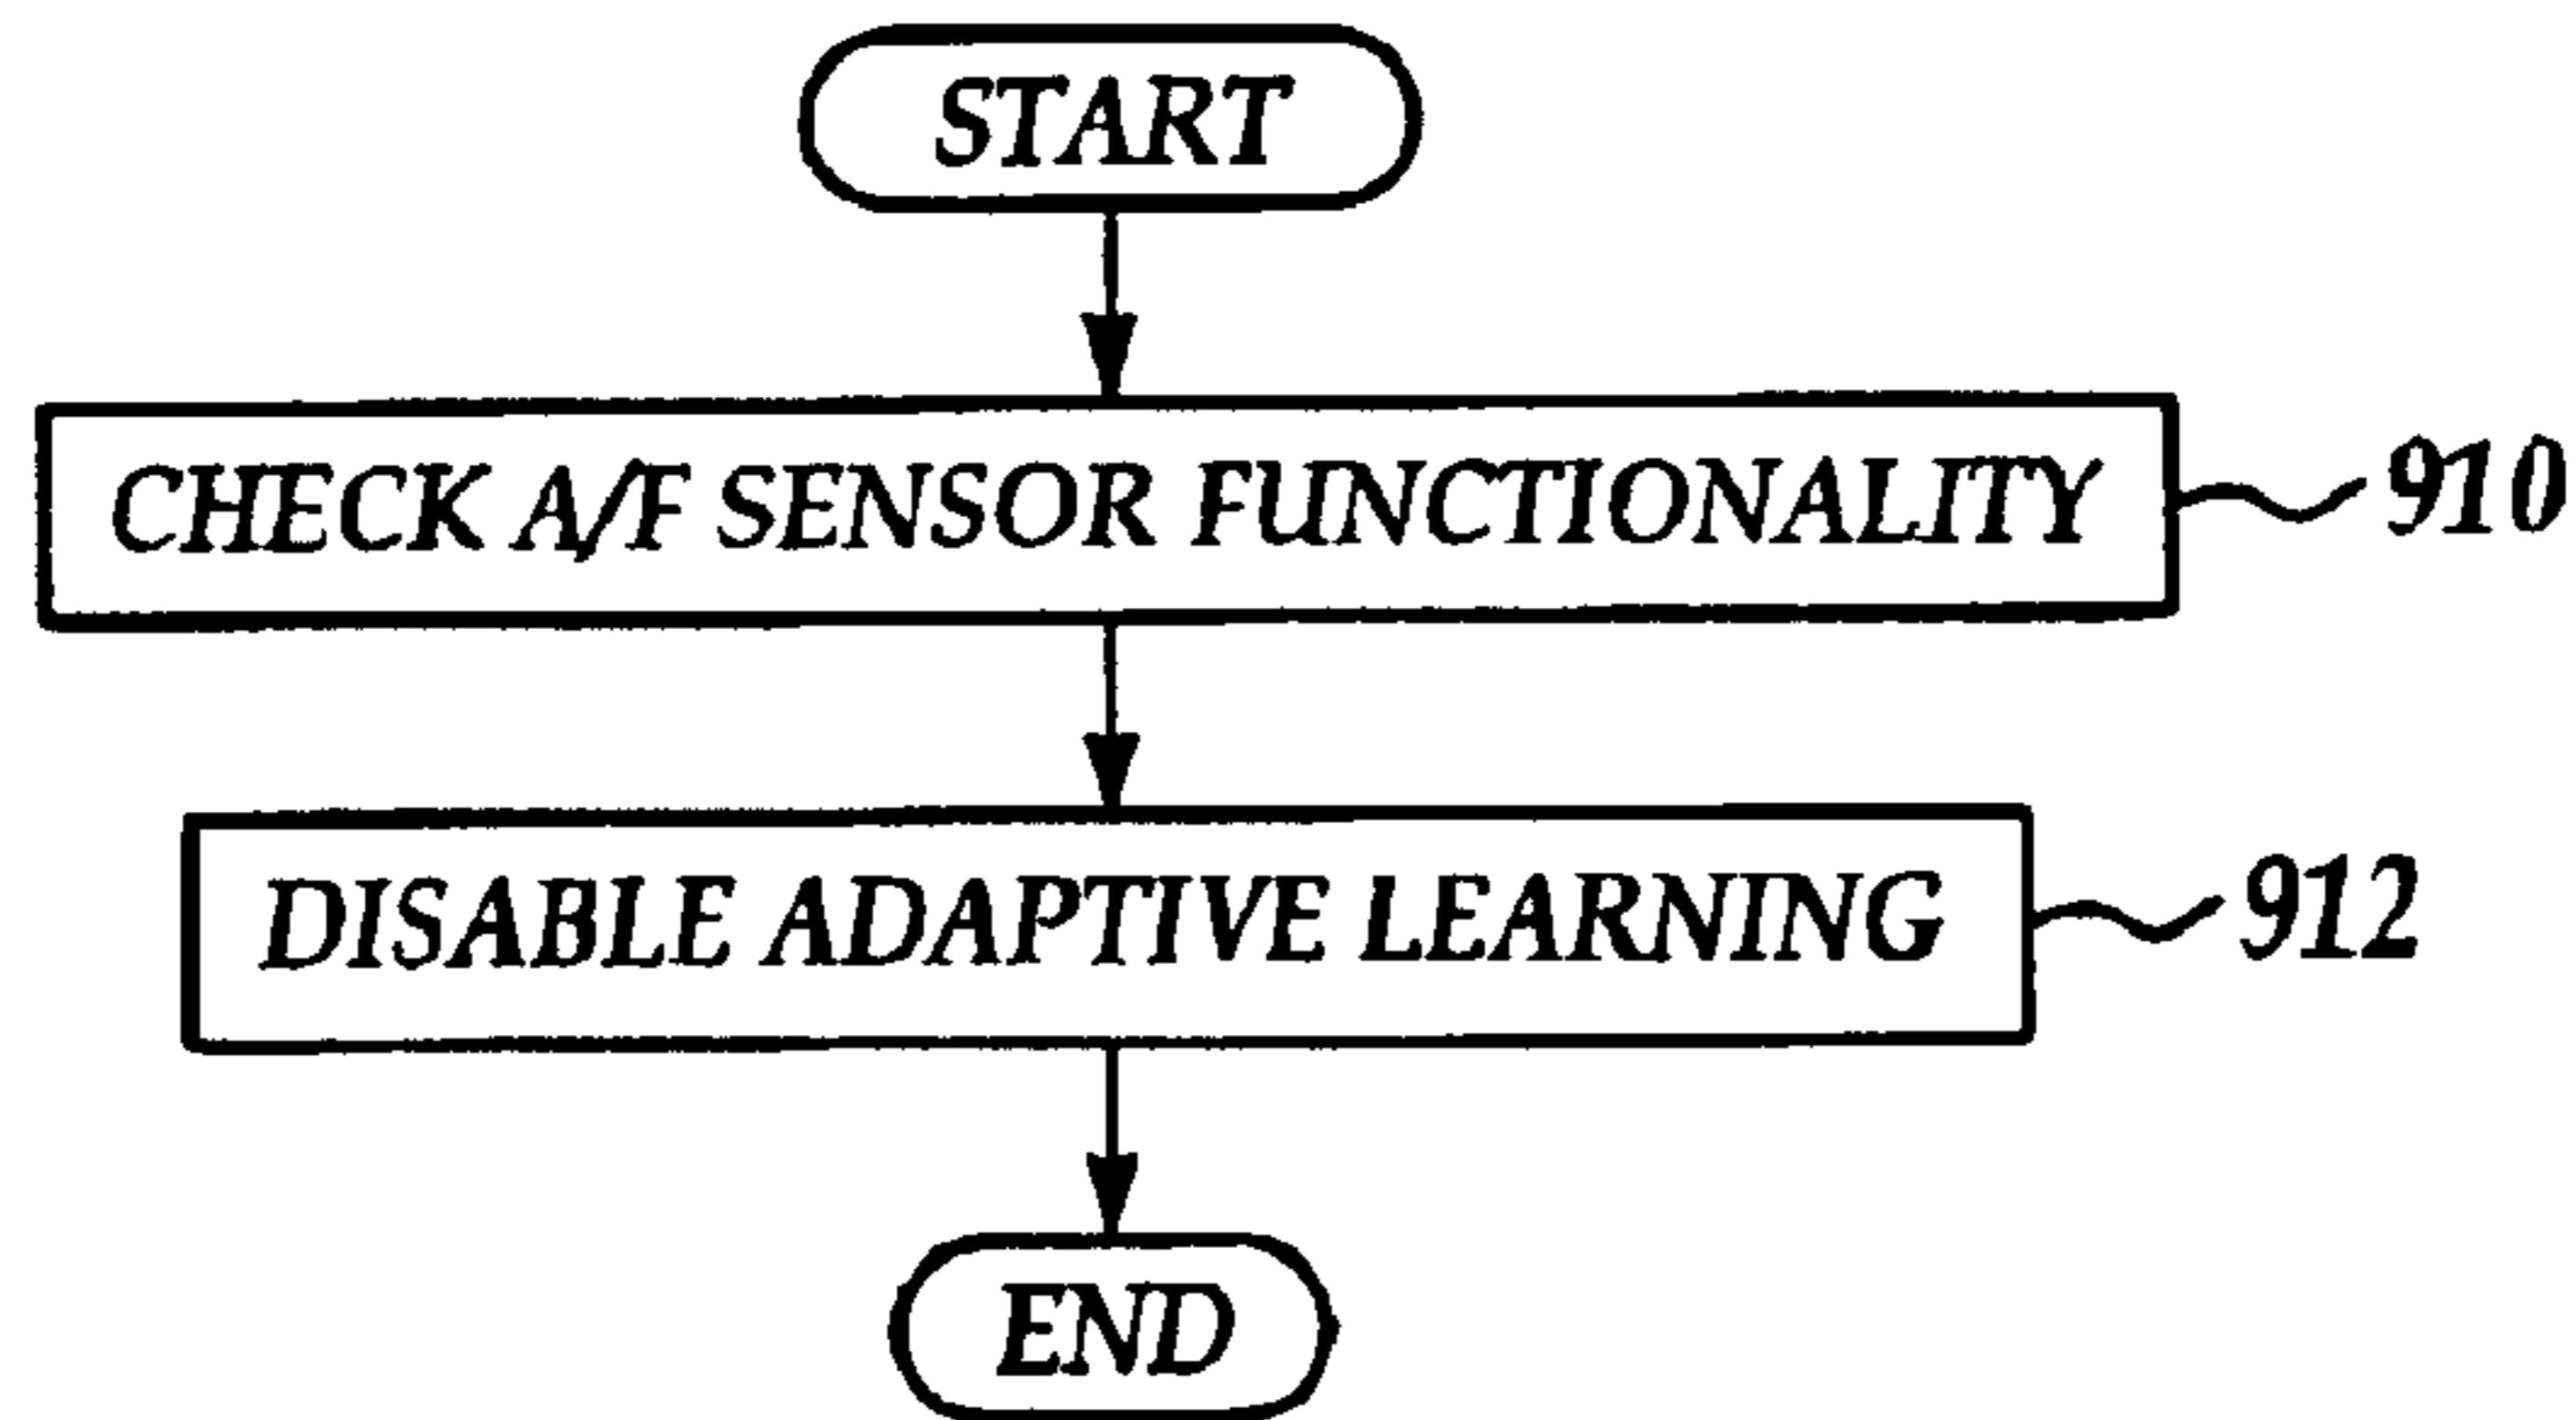 START
CHECK A/F SENSOR FUNCTIONALITY
910
DISABLE ADAPTIVE LEARNING
912
END